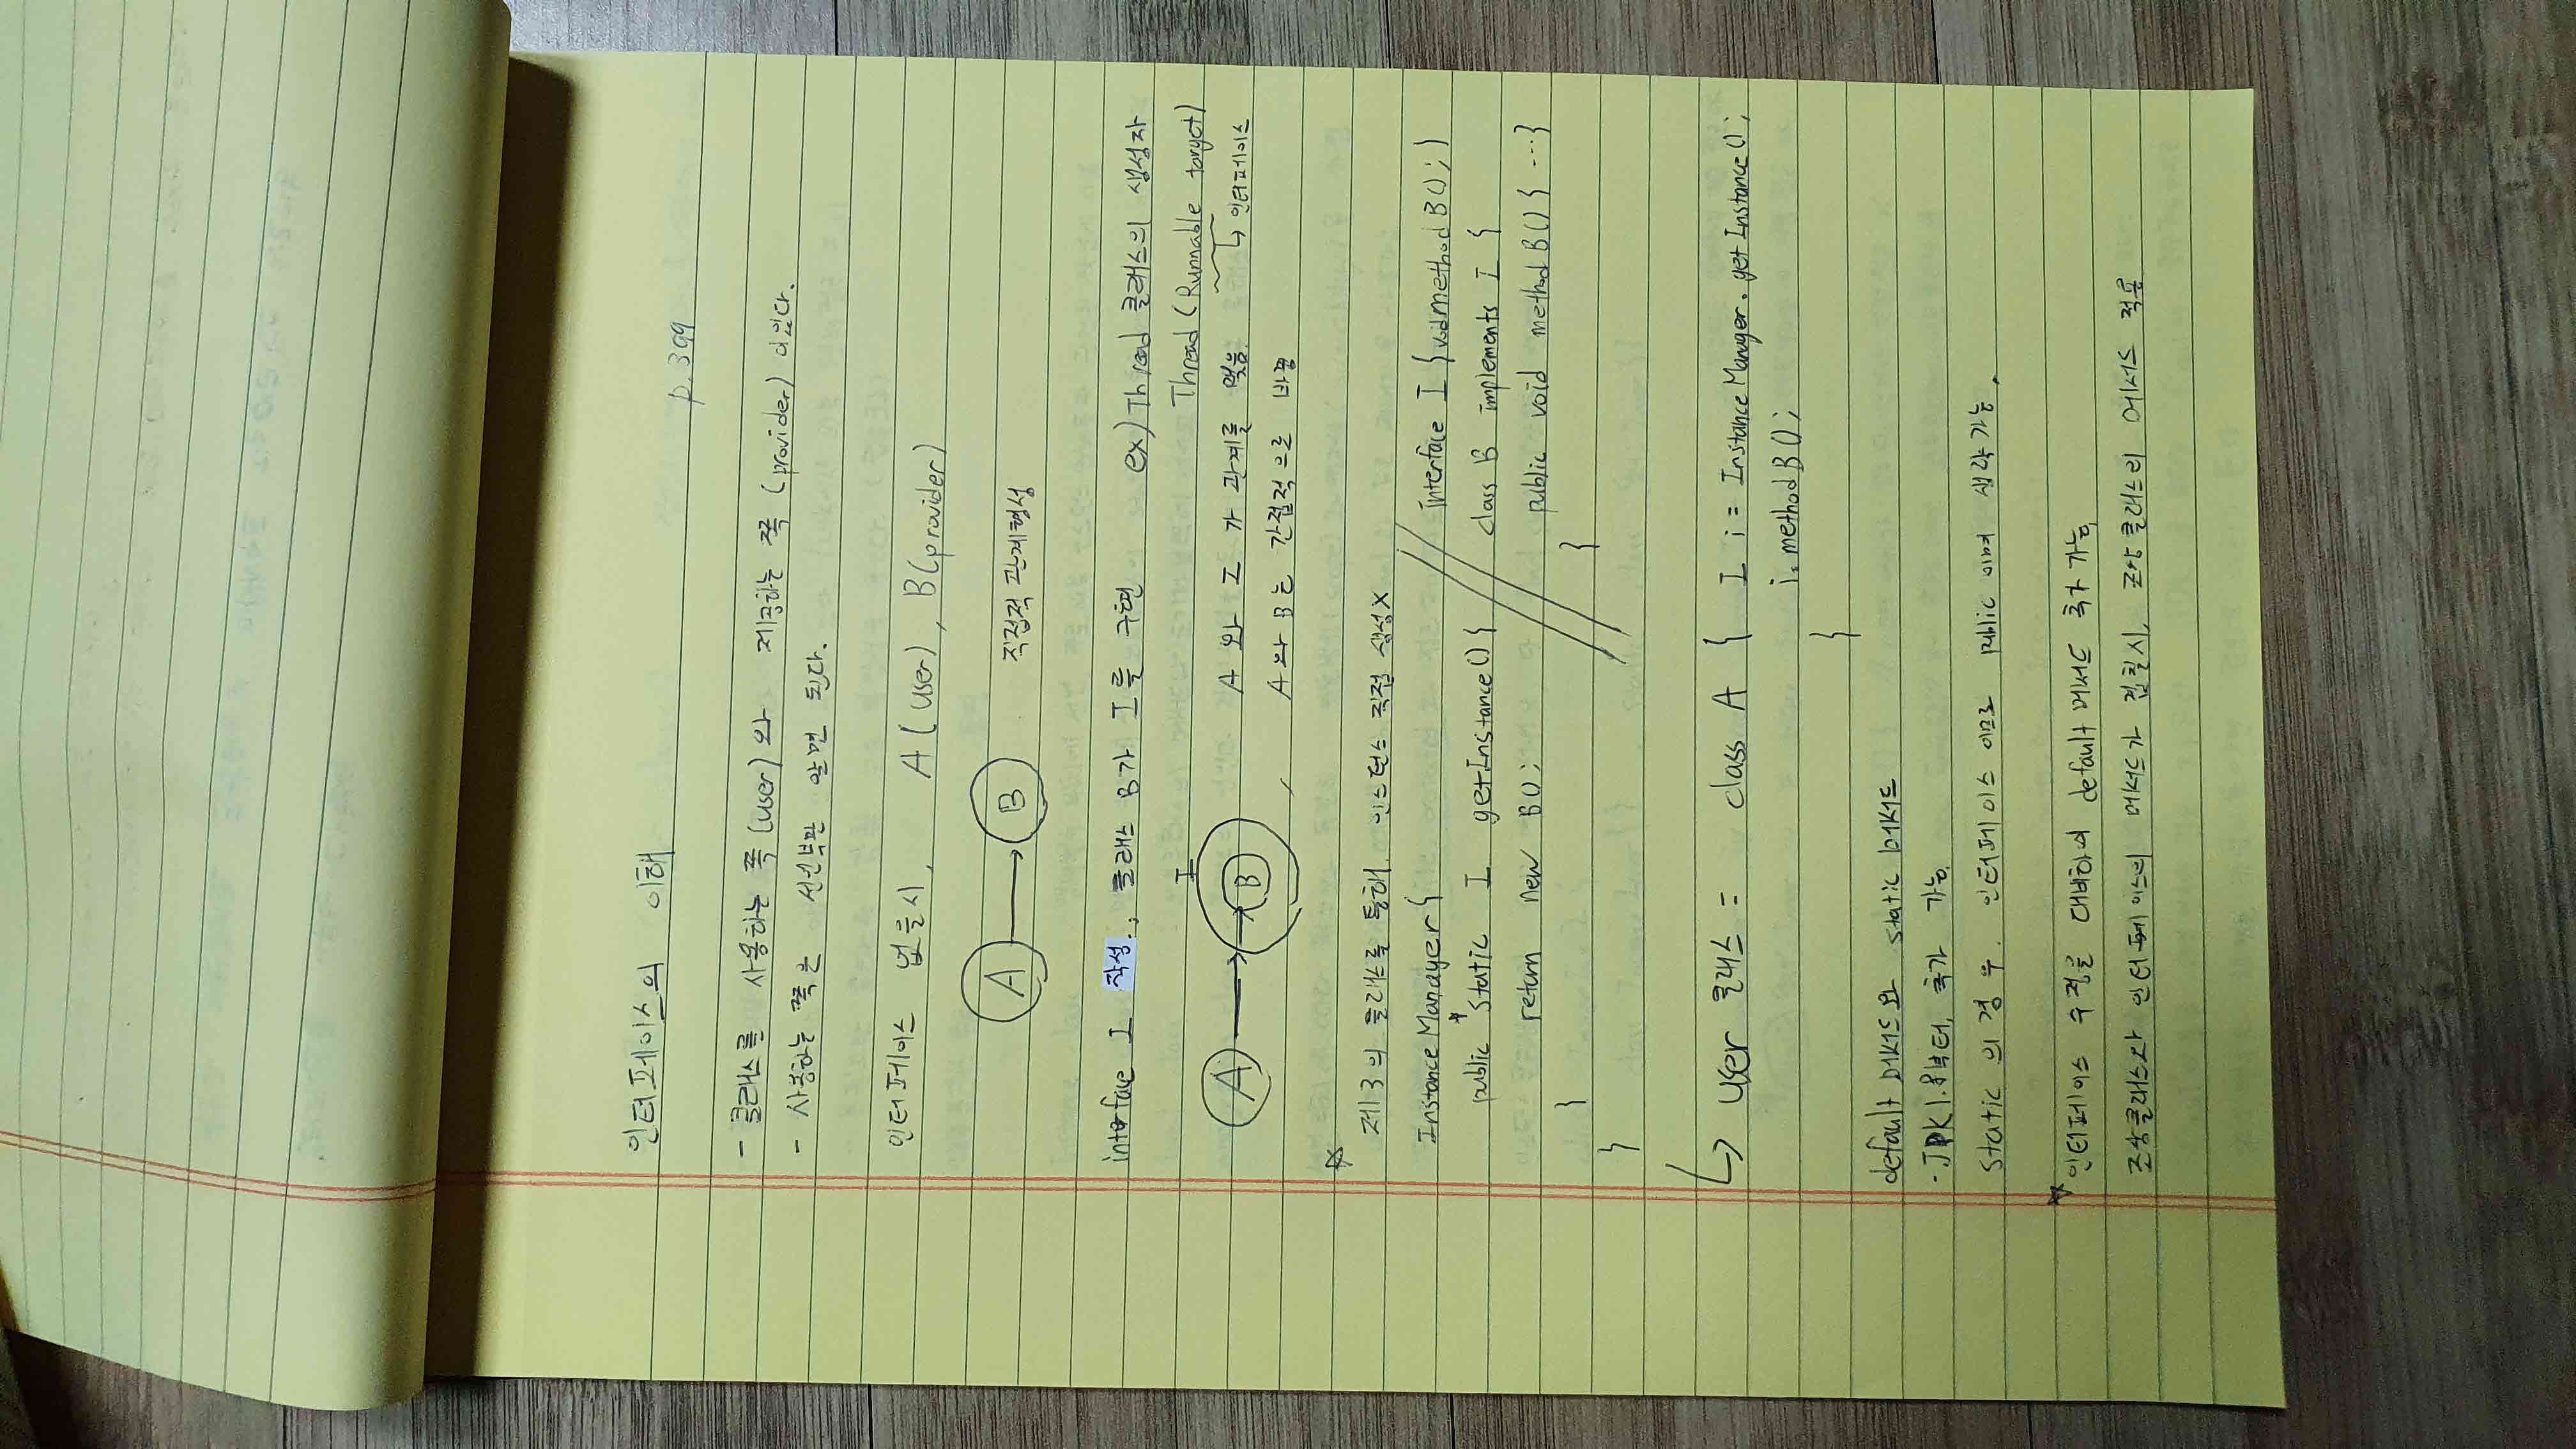 인터페이스의 이해
p.399
- 클래스를 사용하는 쪽(user)와 제공하는 쪽 (provider) 이있다.
- 사용하는 쪽은 선언부만 알면 된다.
인터페이스 없을시, A(user), B(provider)
A → B 직접적 관계형성
interface I 작성, 클래스 B가 I를 구현 ex) Thread 클래스의 생성자
Thread (Runnable target)
↳ 인터페이스
I
A → B A 와 I 가 관계를 맺음
A와 B는 간접적으로 바뀜
☆
제 3의 클래스를 통해. 인스턴스 직접 생성X
Instance Manager {
public static I getInstance() {
return new B();
}
}
interface I {void method B(); }
class B implements I {
public void method B() { ...}
}
↳ user 클래스 = class A { I i = Instance Manager. get Instance();
i. method B();
}
default 메서드와 static 메서드
- JDK1.8부터, 추가 가능.
static 의 경우. 인터페이스 이므로 public 이며 생략 가능.
☆인터페이스 수정을 대비하여 default 메서드 추가 가능.
조상클래스와 인터페이스의 메서드가 겹칠시, 조상 클래스의 메서드 적용